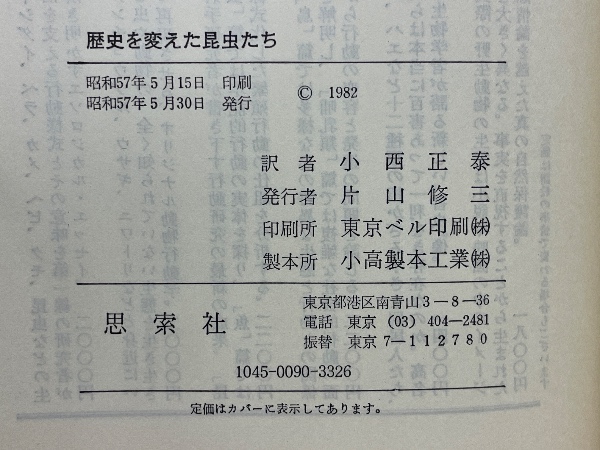 歴史を変えた昆虫たち
昭和57年5月15日 印刷
昭和57年5月30日 発行
© 1982
訳者 小西正泰
発行者 片山修三
印刷所 東京ベル印刷㈱
製本所 小高製本工業㈱
思索社
東京都港区南青山3-8-36
電話 東京 (03) 404-2481
振替 東京 7-112780
1045-0090-3326
定価はカバーに表示してあります。